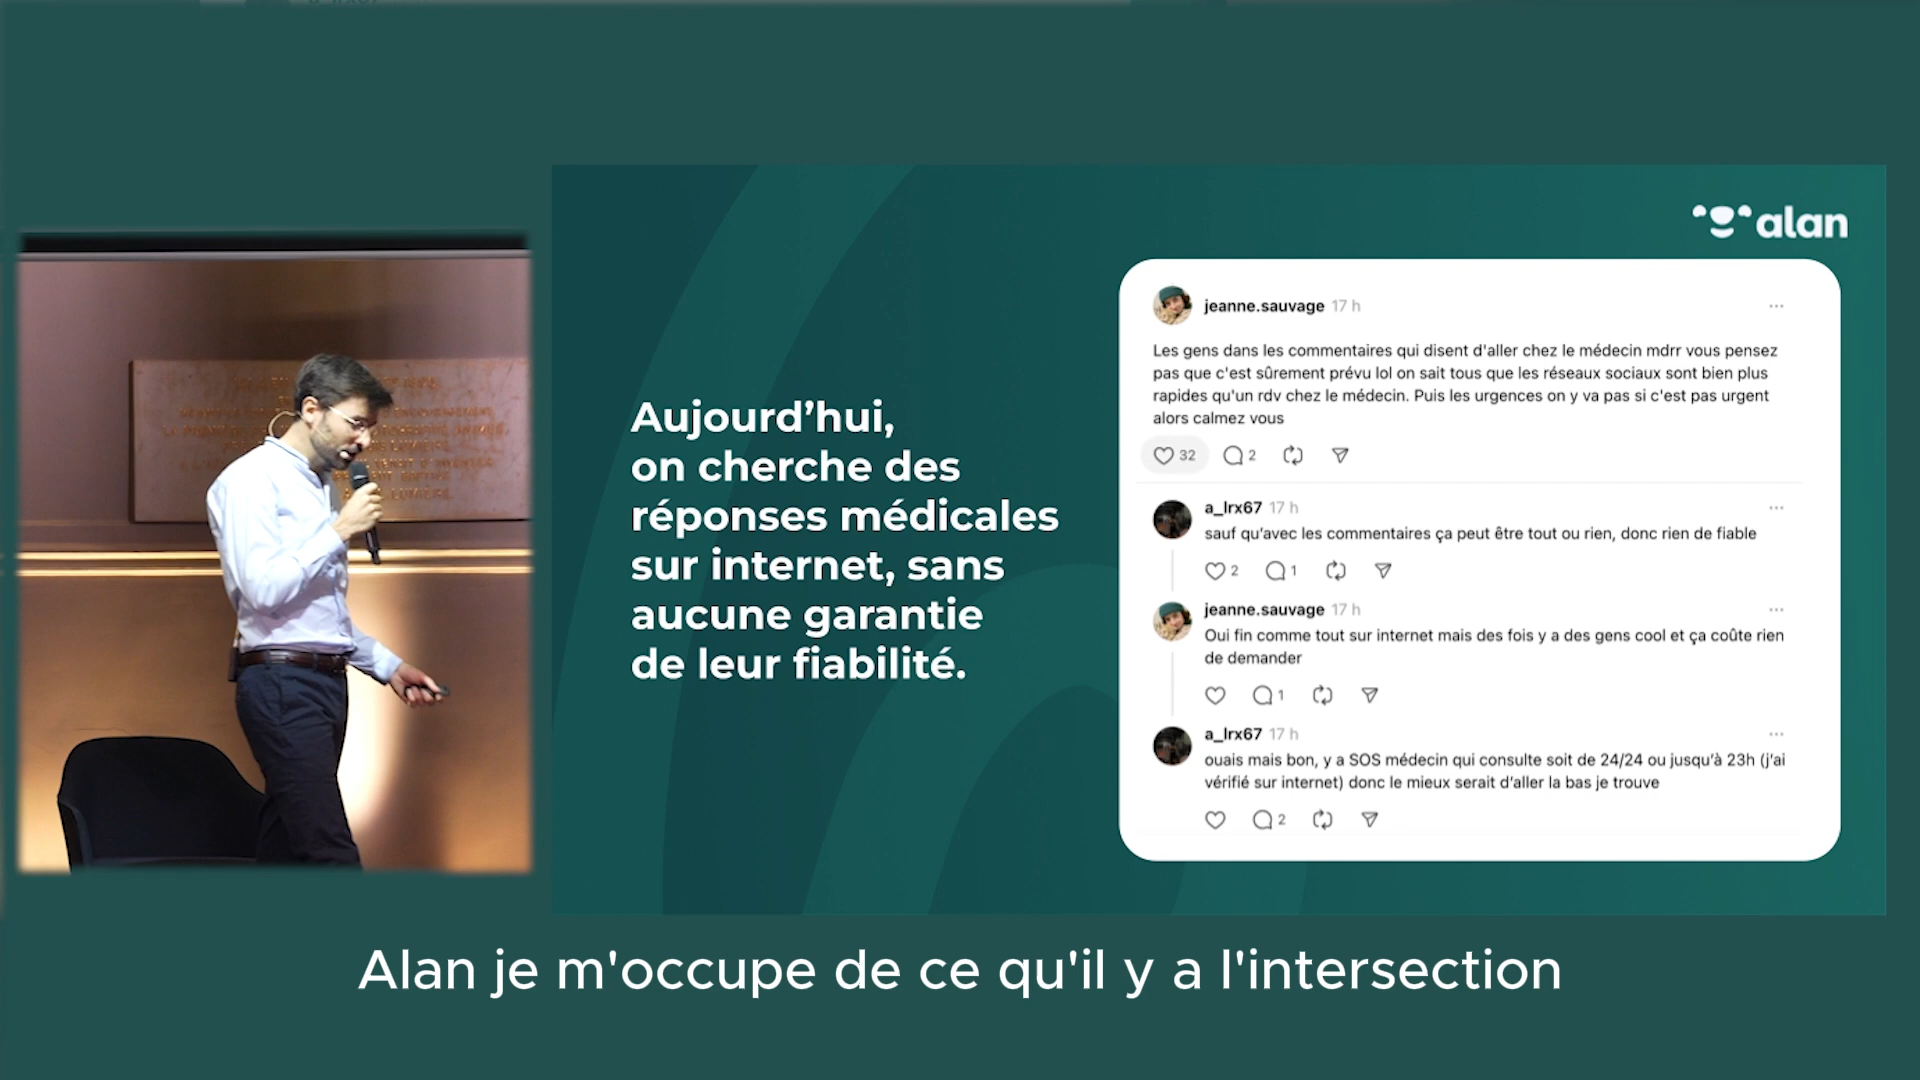 alan
Aujourd’hui,
on cherche des
réponses médicales
sur internet, sans
aucune garantie
de leur fiabilité.
jeanne.sauvage 17 h
Les gens dans les commentaires qui disent d'aller chez le médecin mdrr vous pensez
pas que c'est sûrement prévu lol on sait tous que les réseaux sociaux sont bien plus
rapides qu'un rdv chez le médecin. Puis les urgences on y va pas si c'est pas urgent
alors calmez vous
32 2
a_lrx67 17 h
sauf qu’avec les commentaires ça peut être tout ou rien, donc rien de fiable
2 1
jeanne.sauvage 17 h
Oui fin comme tout sur internet mais des fois y a des gens cool et ça coûte rien
de demander
1
a_lrx67 17 h
ouais mais bon, y a SOS médecin qui consulte soit de 24/24 ou jusqu’à 23h (j’ai
vérifié sur internet) donc le mieux serait d’aller la bas je trouve
2
LUMIÈRE
Alan je m'occupe de ce qu'il y a l'intersection